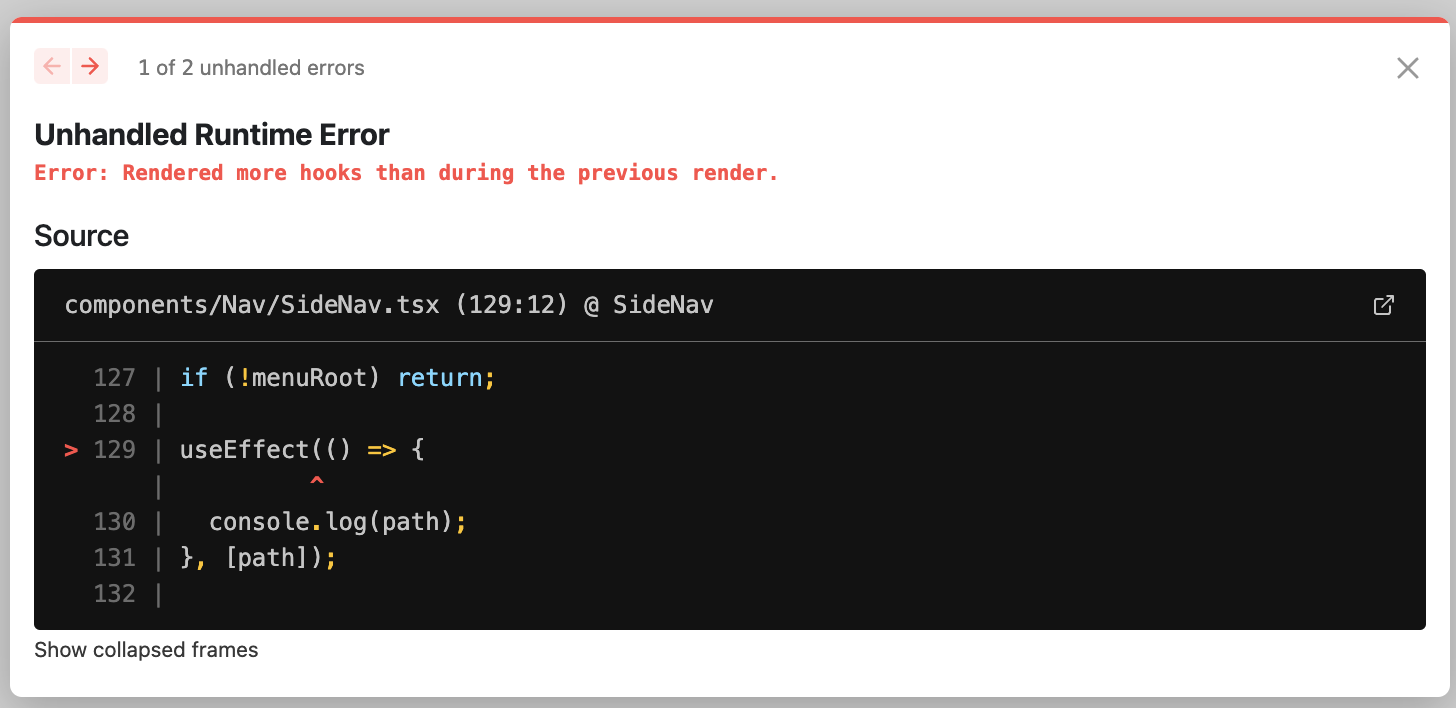 1 of 2 unhandled errors
Unhandled Runtime Error
Error: Rendered more hooks than during the previous render.
Source
components/Nav/SideNav.tsx (129:12) @ SideNav
127 | if (!menuRoot) return;
128 |
> 129 | useEffect(() => {
| ^
130 | console.log(path);
131 | }, [path]);
132 |
Show collapsed frames